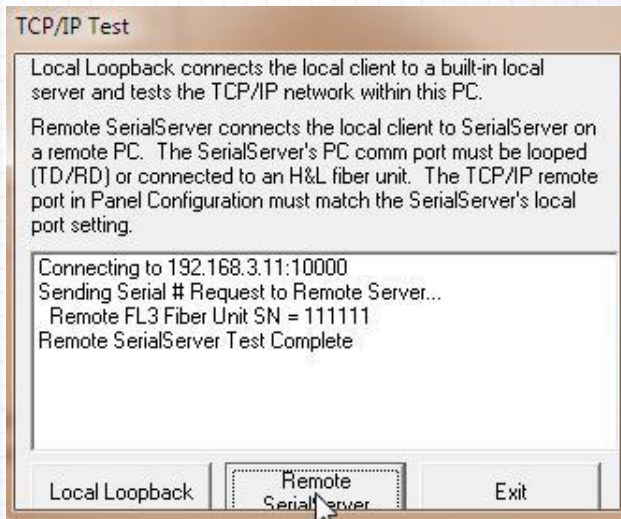 TCP/IP Test
Local Loopback connects the local client to a built-in local
server and tests the TCP/IP network within this PC.
Remote SerialServer connects the local client to SerialServer on
a remote PC. The SerialServer's PC comm port must be looped
(TD/RD) or connected to an H&L fiber unit. The TCP/IP remote
port in Panel Configuration must match the SerialServer's local
port setting.
Connecting to 192.168.3.11:10000
Sending Serial # Request to Remote Server...
Remote FL3 Fiber Unit SN = 111111
Remote SerialServer Test Complete
Local Loopback
Remote
SerialServer
Exit